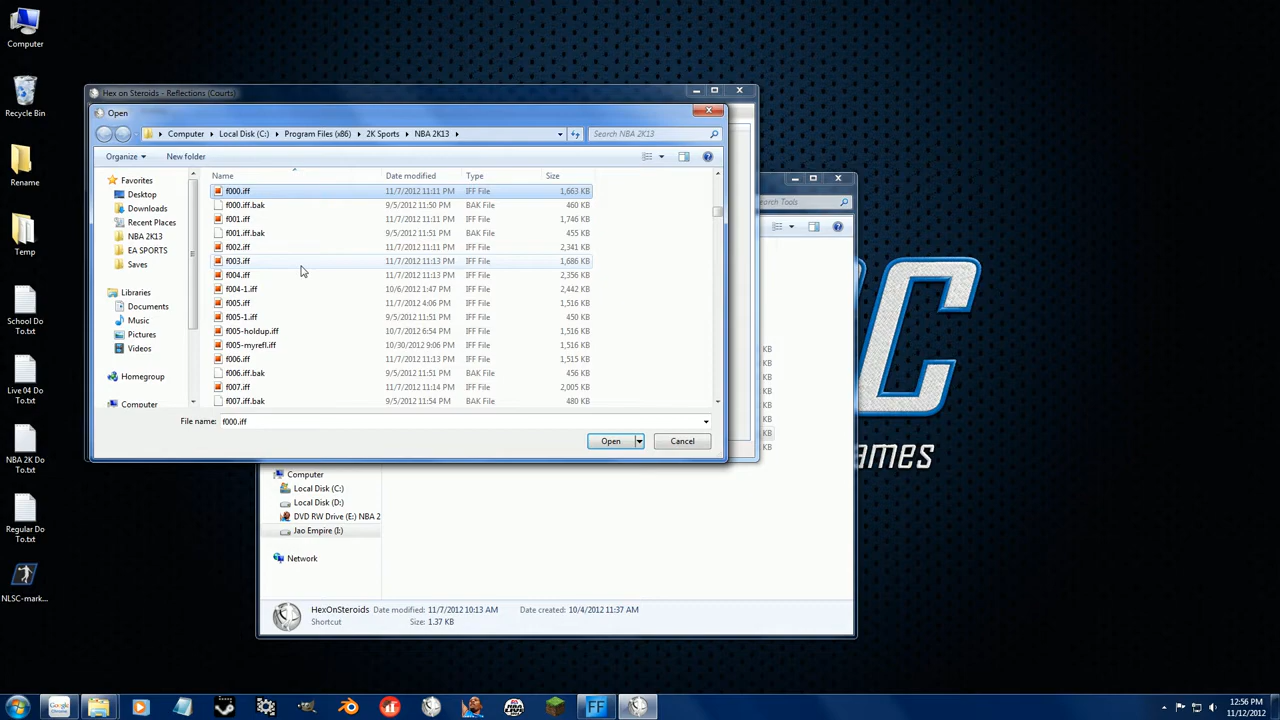 Computer
Recycle Bin
Rename
Temp
School Do
To.txt
Live 04 Do
To.txt
NBA 2K Do
To.txt
Regular Do
To.txt
NLSC-mark...
Hex on Steroids - Reflections (Courts)
Open
Computer Local Disk (C:) Program Files (x86) 2K Sports NBA 2K13
Search NBA 2K13
Organize New folder
Favorites
Desktop
Downloads
Recent Places
NBA 2K13
EA SPORTS
Saves
Libraries
Documents
Music
Pictures
Videos
Homegroup
Computer
Name Date modified Type Size
f000.iff 11/7/2012 11:11 PM IFF File 1,663 KB
f000.iff.bak 9/5/2012 11:50 PM BAK File 460 KB
f001.iff 11/7/2012 11:11 PM IFF File 1,746 KB
f001.iff.bak 9/5/2012 11:51 PM BAK File 455 KB
f002.iff 11/7/2012 11:11 PM IFF File 2,341 KB
f003.iff 11/7/2012 11:13 PM IFF File 1,686 KB
f004.iff 11/7/2012 11:13 PM IFF File 2,356 KB
f004-1.iff 10/6/2012 1:47 PM IFF File 2,442 KB
f005.iff 11/7/2012 4:06 PM IFF File 1,516 KB
f005-1.iff 9/5/2012 11:51 PM IFF File 450 KB
f005-holdup.iff 10/7/2012 6:54 PM IFF File 1,516 KB
f005-myrefl.iff 10/30/2012 9:06 PM IFF File 1,516 KB
f006.iff 11/7/2012 11:13 PM IFF File 1,515 KB
f006.iff.bak 9/5/2012 11:51 PM BAK File 456 KB
f007.iff 11/7/2012 11:14 PM IFF File 2,005 KB
f007.iff.bak 9/5/2012 11:54 PM BAK File 480 KB
File name: f000.iff
Open Cancel
Search Tools
KB
KB
KB
KB
KB
KB
KB
KB
Computer
Local Disk (C:)
Local Disk (D:)
DVD RW Drive (E:) NBA 2
Jao Empire (I:)
Network
HexOnSteroids Date modified: 11/7/2012 10:13 AM Date created: 10/4/2012 11:37 AM
Shortcut Size: 1.37 KB
C
ames
FF
12:56 PM
11/12/2012